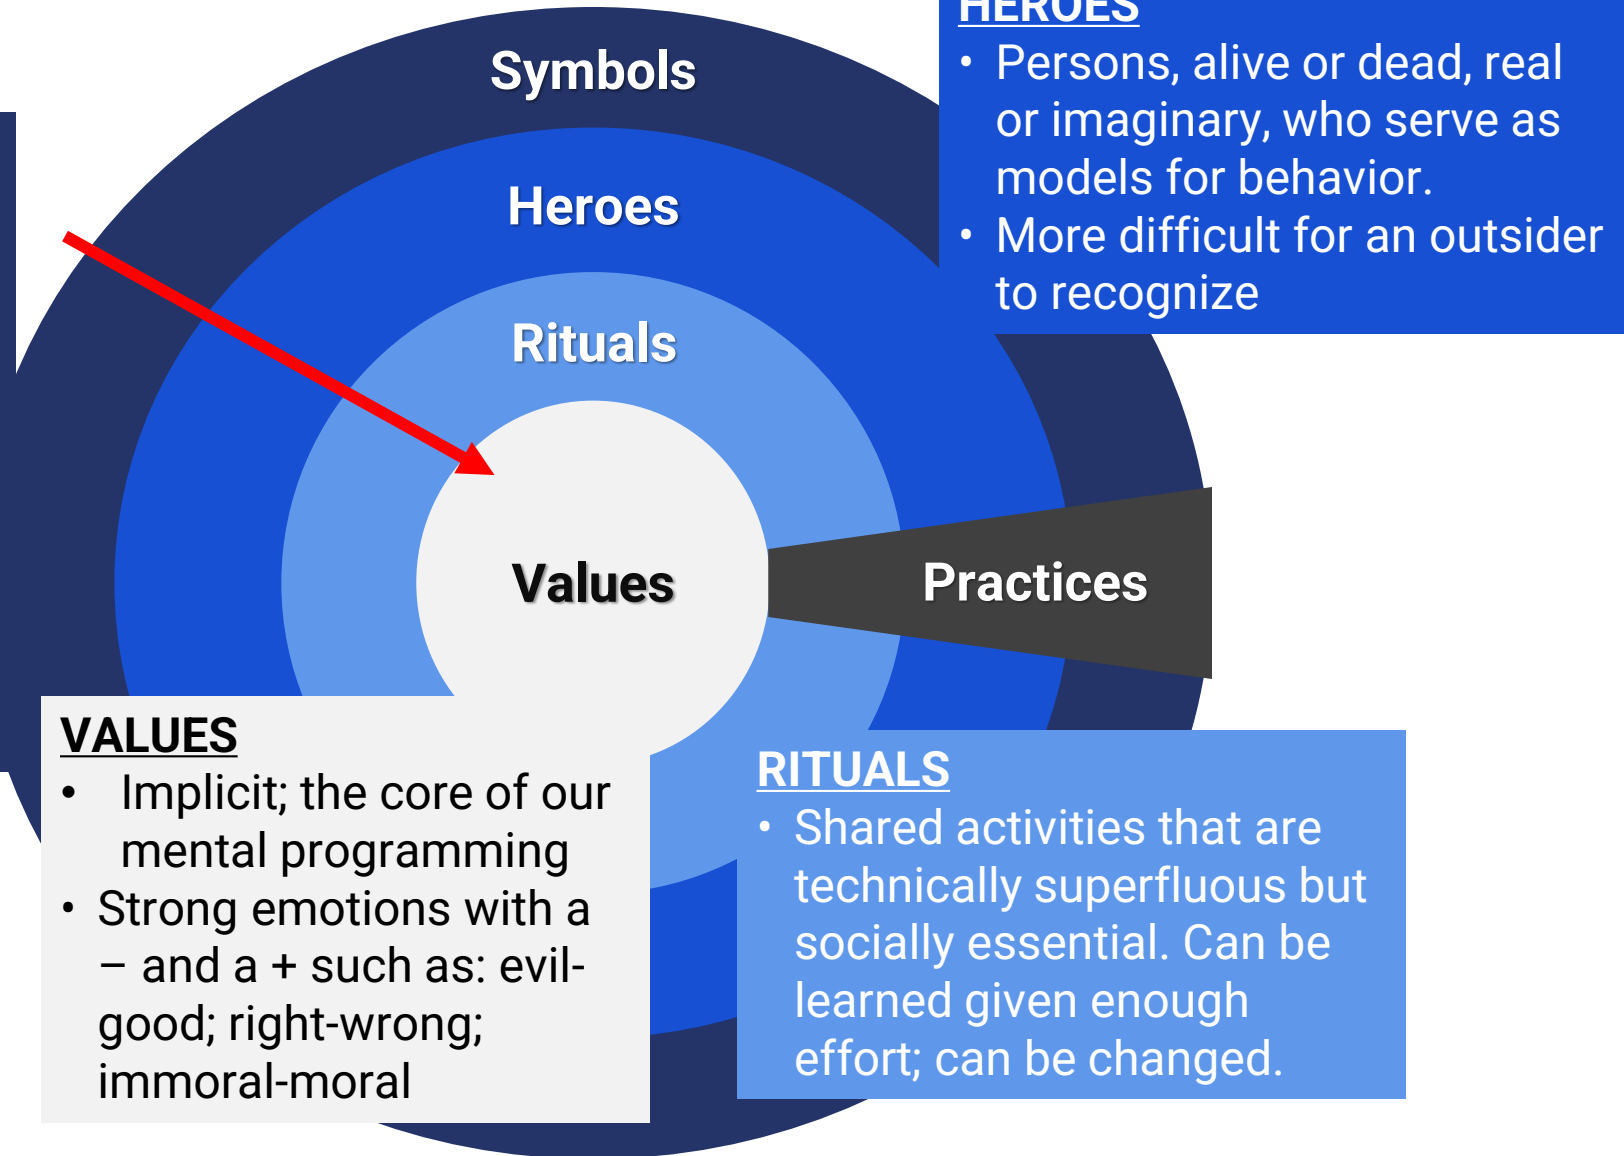 HEROES
• Persons, alive or dead, real
or imaginary, who serve as
models for behavior.
• More difficult for an outsider
to recognize
Symbols
Heroes
Rituals
Values
Practices
VALUES
• Implicit; the core of our
mental programming
• Strong emotions with a
– and a + such as: evil-
good; right-wrong;
immoral-moral
RITUALS
• Shared activities that are
technically superfluous but
socially essential. Can be
learned given enough
effort; can be changed.